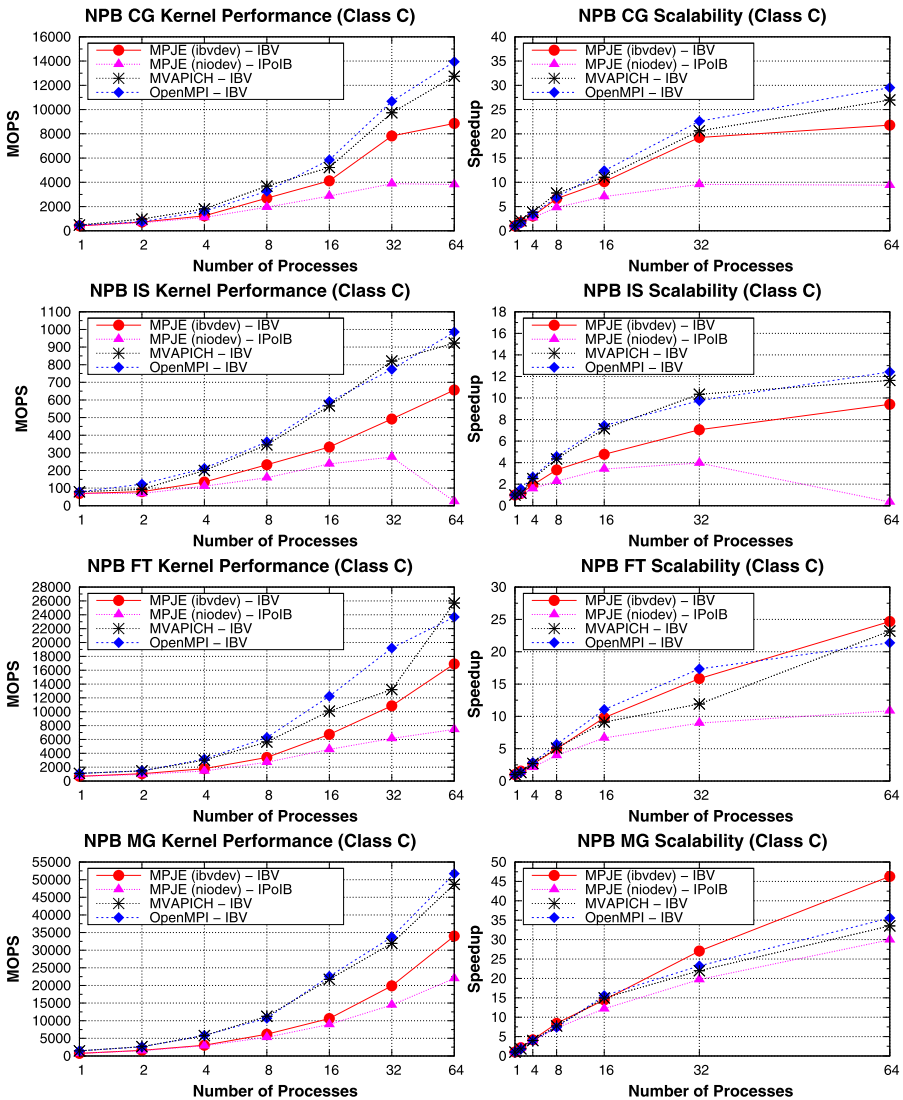 NPB CG Kernel Performance (Class C)
MOPS
16000
14000
12000
10000
8000
6000
4000
2000
0
MPJE (ibvdev) – IBV
MPJE (niodev) – IPoIB
MVAPICH – IBV
OpenMPI – IBV
1 2 4 8 16 32 64
Number of Processes
NPB CG Scalability (Class C)
Speedup
40
35
30
25
20
15
10
5
0
MPJE (ibvdev) – IBV
MPJE (niodev) – IPoIB
MVAPICH – IBV
OpenMPI – IBV
1 4 8 16 32 64
Number of Processes
NPB IS Kernel Performance (Class C)
MOPS
1100
1000
900
800
700
600
500
400
300
200
100
0
MPJE (ibvdev) – IBV
MPJE (niodev) – IPoIB
MVAPICH – IBV
OpenMPI – IBV
1 2 4 8 16 32 64
Number of Processes
NPB IS Scalability (Class C)
Speedup
18
16
14
12
10
8
6
4
2
0
MPJE (ibvdev) – IBV
MPJE (niodev) – IPoIB
MVAPICH – IBV
OpenMPI – IBV
1 4 8 16 32 64
Number of Processes
NPB FT Kernel Performance (Class C)
MOPS
28000
26000
24000
22000
20000
18000
16000
14000
12000
10000
8000
6000
4000
2000
0
MPJE (ibvdev) – IBV
MPJE (niodev) – IPoIB
MVAPICH – IBV
OpenMPI – IBV
1 2 4 8 16 32 64
Number of Processes
NPB FT Scalability (Class C)
Speedup
30
25
20
15
10
5
0
MPJE (ibvdev) – IBV
MPJE (niodev) – IPoIB
MVAPICH – IBV
OpenMPI – IBV
1 4 8 16 32 64
Number of Processes
NPB MG Kernel Performance (Class C)
MOPS
55000
50000
45000
40000
35000
30000
25000
20000
15000
10000
5000
0
MPJE (ibvdev) – IBV
MPJE (niodev) – IPoIB
MVAPICH – IBV
OpenMPI – IBV
1 2 4 8 16 32 64
Number of Processes
NPB MG Scalability (Class C)
Speedup
50
45
40
35
30
25
20
15
10
5
0
MPJE (ibvdev) – IBV
MPJE (niodev) – IPoIB
MVAPICH – IBV
OpenMPI – IBV
1 4 8 16 32 64
Number of Processes